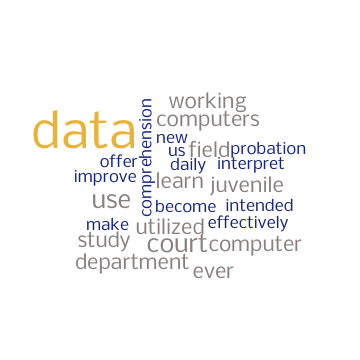 working
computers
data
comprehension
new
us
field
probation
offer
daily
interpret
improve
learn
juvenile
use
become
intended
make
utilized
effectively
study
court
computer
department
ever